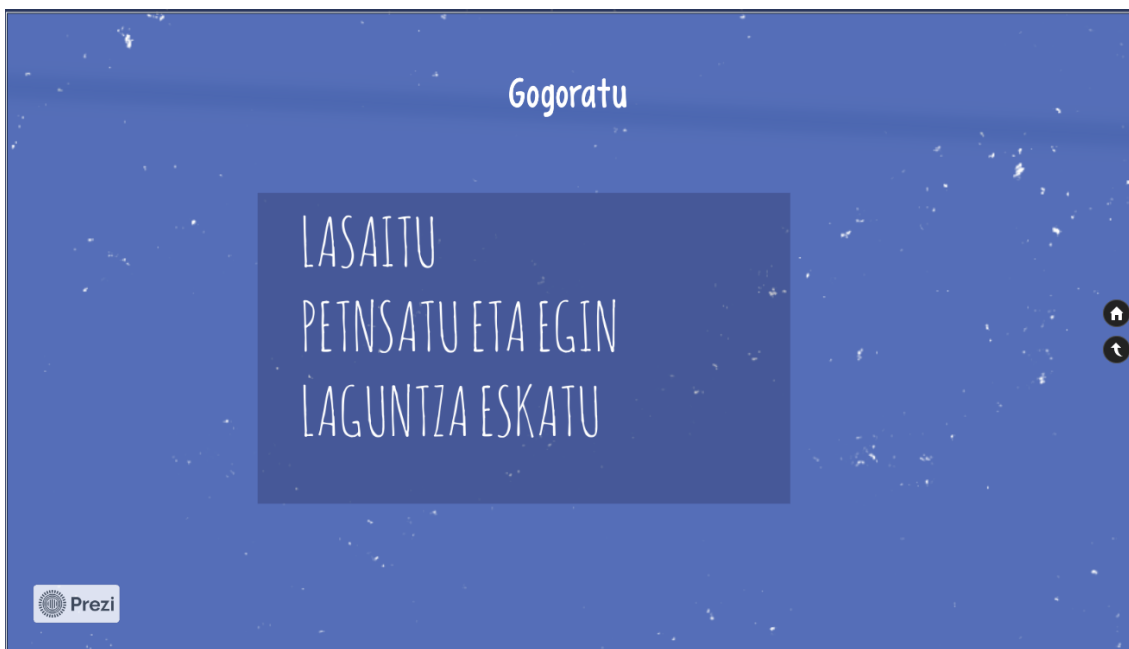 Gogoratu
LASAITU
PETNSATU ETA EGIN
LAGUNTZA ESKATU
Prezi